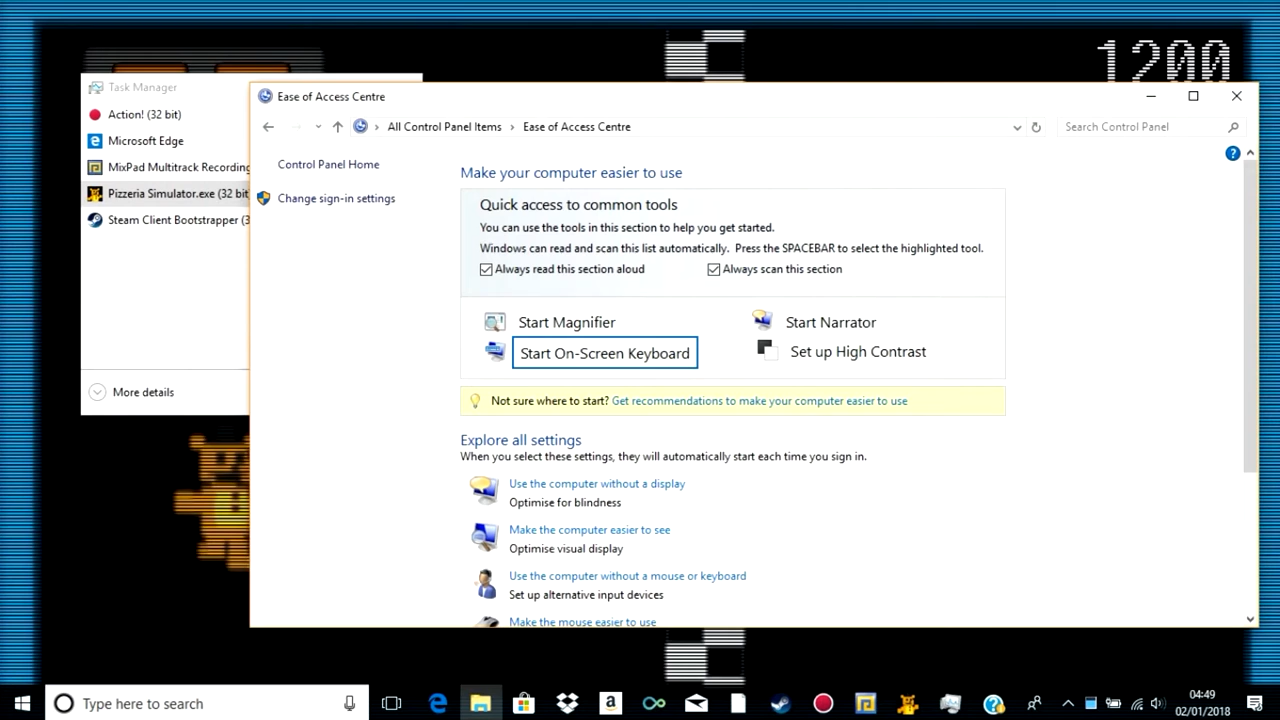 1200
Task Manager
Action! (32 bit)
Microsoft Edge
MixPad Multitrack Recording
Pizzeria Simulator.exe (32 bit
Steam Client Bootstrapper (3
More details
Ease of Access Centre
All Control Panel Items
Ease of Access Centre
Search Control Panel
Control Panel Home
Change sign-in settings
Make your computer easier to use
Quick access to common tools
You can use the tools in this section to help you get started.
Windows can read and scan this list automatically. Press the SPACEBAR to select the highlighted tool.
Always read this section aloud
Always scan this section
Start Magnifier
Start Narrator
Start On-Screen Keyboard
Set up High Contrast
Not sure where to start? Get recommendations to make your computer easier to use
Explore all settings
When you select these settings, they will automatically start each time you sign in.
Use the computer without a display
Optimise for blindness
Make the computer easier to see
Optimise visual display
Use the computer without a mouse or keyboard
Set up alternative input devices
Make the mouse easier to use
Type here to search
04:49
02/01/2018